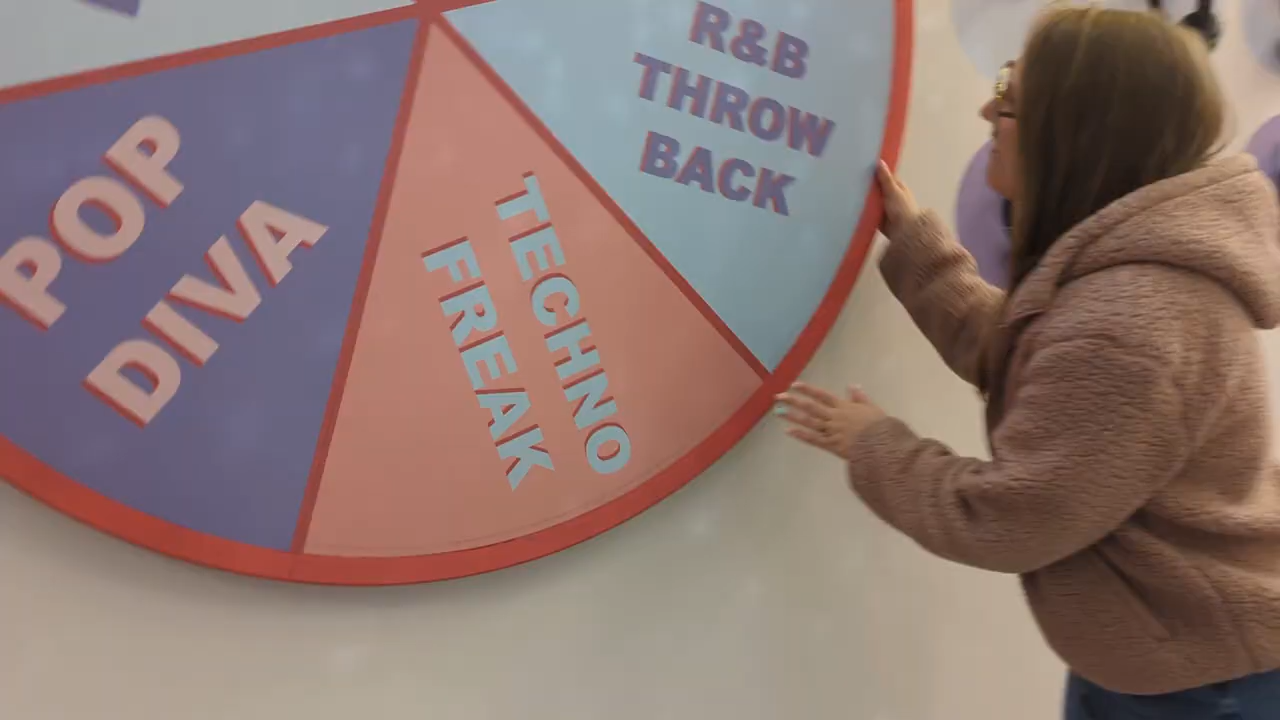 POP
DIVA
TECHNO
FREAK
R&B
THROW
BACK